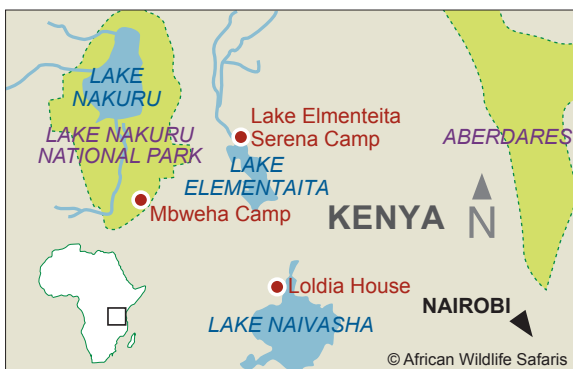 LAKE
NAKURU
LAKE NAKURU
NATIONAL PARK
Mbweha Camp
Lake Elmenteita
Serena Camp
LAKE
ELEMENTAITA
ABERDARES
KENYA
N
Loldia House
LAKE NAIVASHA
NAIROBI
© African Wildlife Safaris